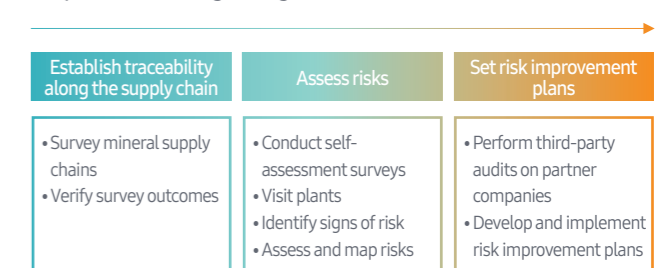 Establish traceability
along the supply chain
Assess risks
Set risk improvement
plans
• Survey mineral supply
chains
• Verify survey outcomes
• Conduct self-
assessment surveys
• Visit plants
• Identify signs of risk
• Assess and map risks
• Perform third-party
audits on partner
companies
• Develop and implement
risk improvement plans